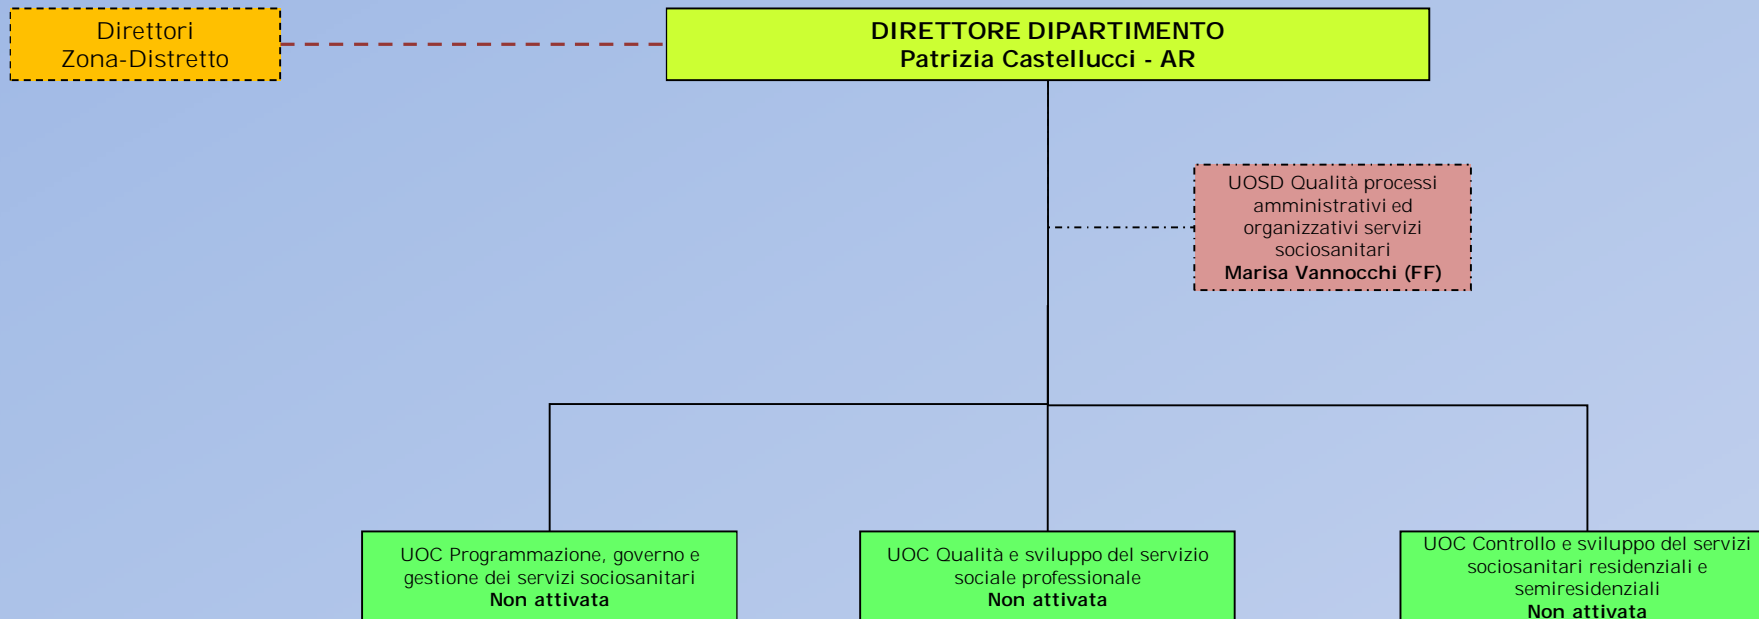 Direttori
Zona-Distretto
DIRETTORE DIPARTIMENTO
Patrizia Castellucci - AR
UOSD Qualità processi
amministrativi ed
organizzativi servizi
sociosanitari
Marisa Vannocchi (FF)
UOC Programmazione, governo e
gestione dei servizi sociosanitari
Non attivata
UOC Qualità e sviluppo del servizio
sociale professionale
Non attivata
UOC Controllo e sviluppo del servizi
sociosanitari residenziali e
semiresidenziali
Non attivata